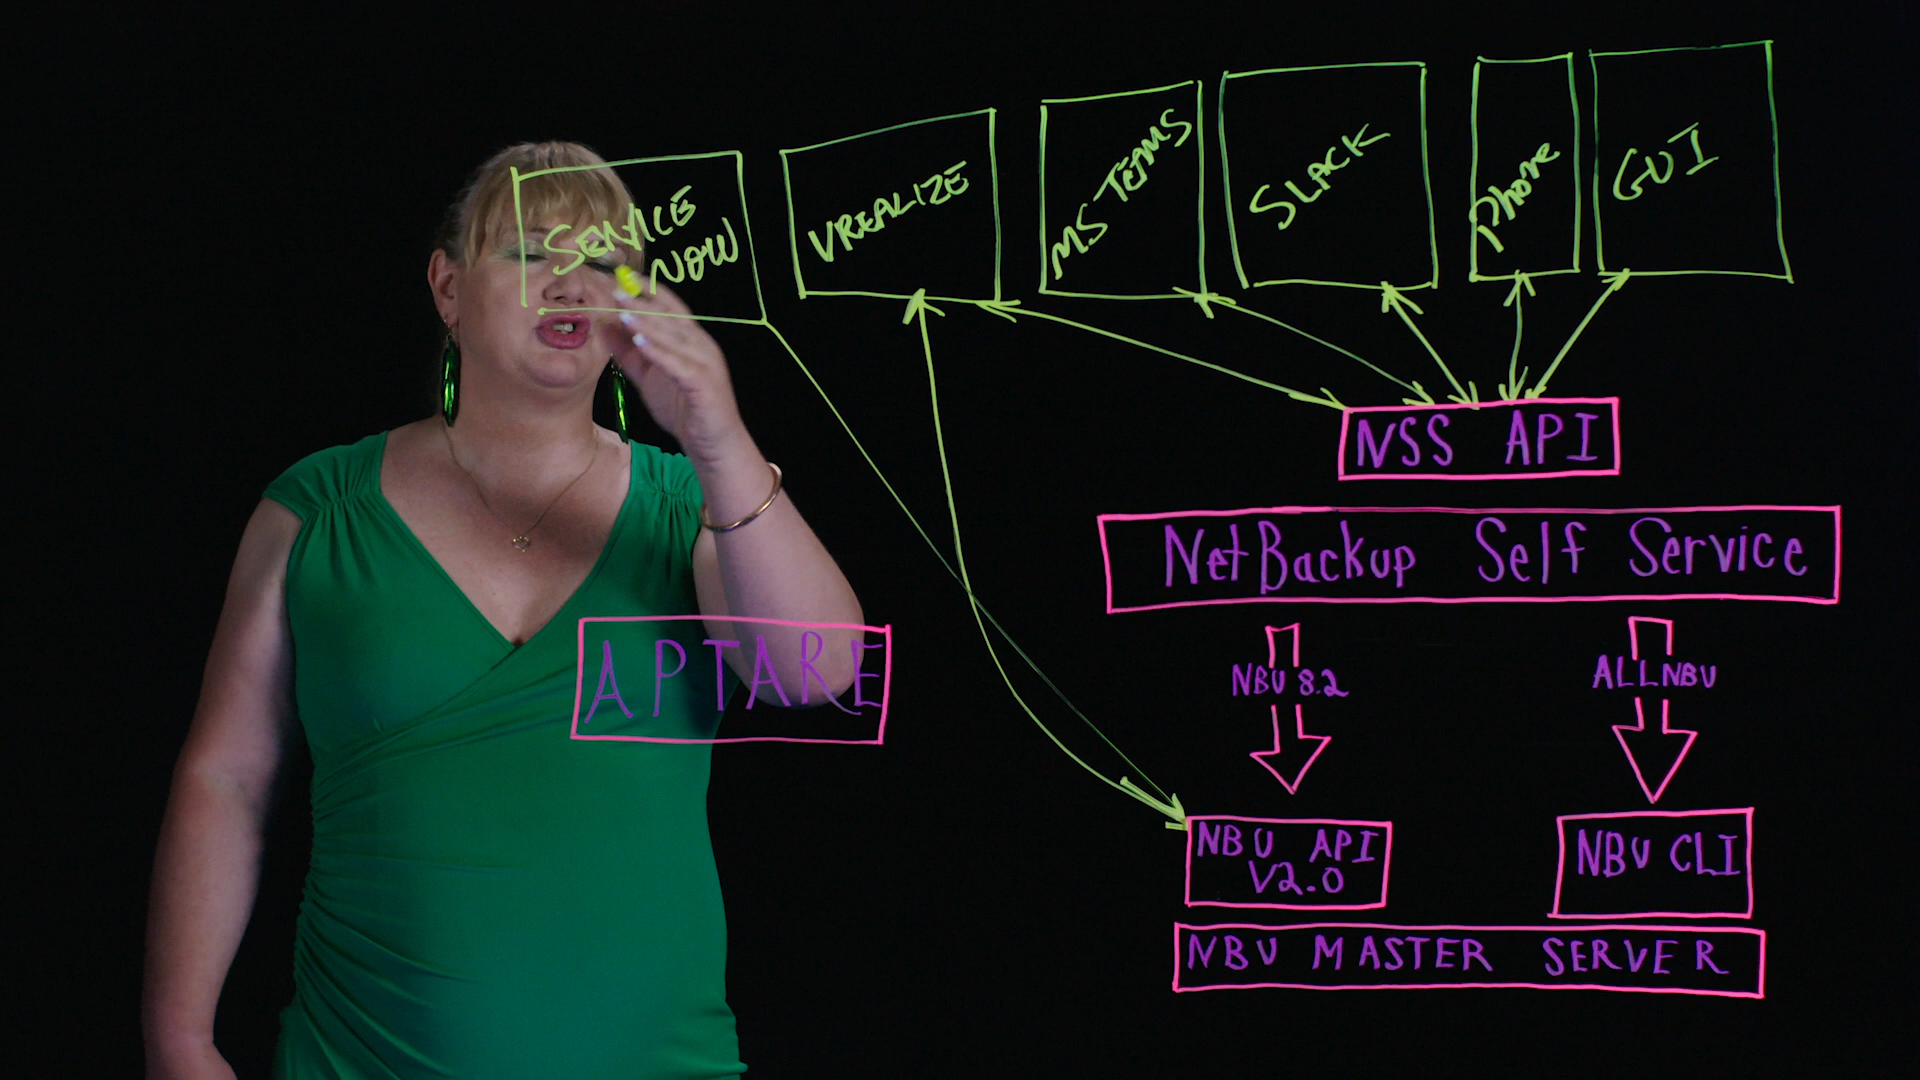 SERVICE
NOW
VREALIZE
MS TEAMS
SLACK
Phone
GUI
NSS API
NetBackup Self Service
APTARE
NBU 8.2
ALL NBU
NBU API
V2.0
NBU CLI
NBU MASTER SERVER